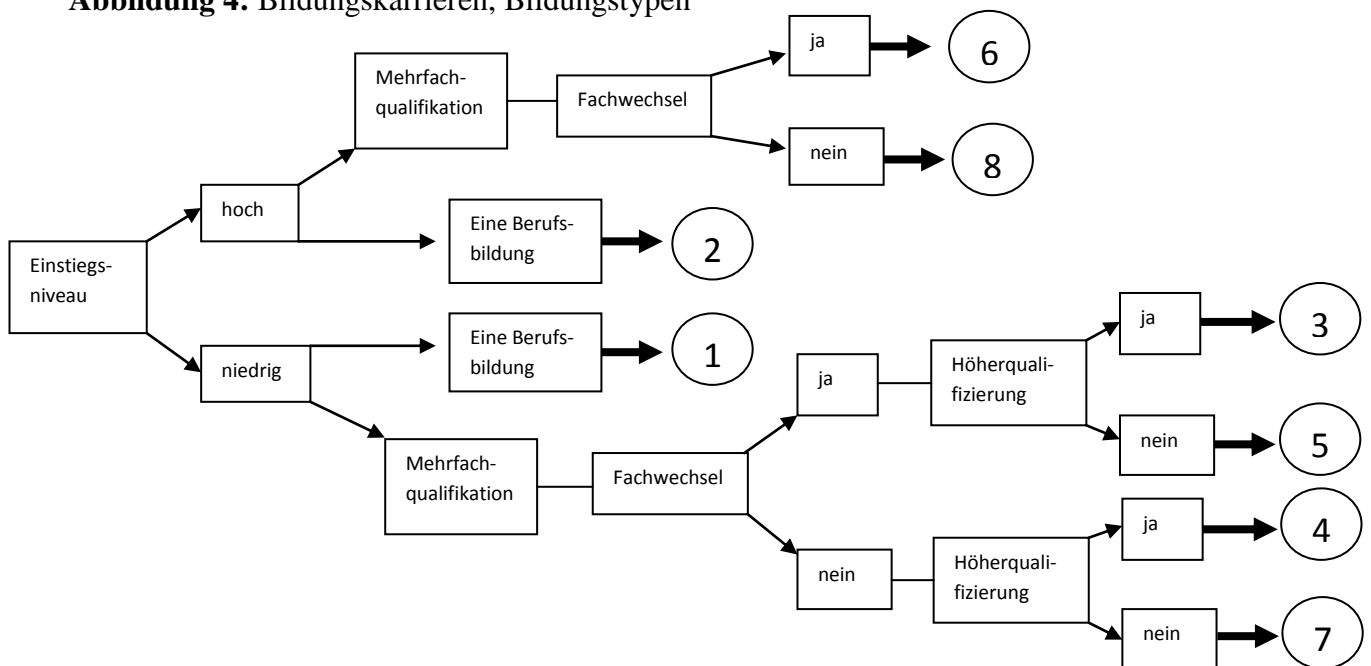 Abbildung 4: Bildungskarrieren, Bildungstypen
ja
6
Mehrfach-
qualifikation
Fachwechsel
nein
8
hoch
Eine Berufs-
bildung
2
Einstiegs-
niveau
niedrig
Eine Berufs-
bildung
1
Mehrfach-
qualifikation
Fachwechsel
ja
Höherquali-
fizierung
ja
3
nein
5
nein
Höherquali-
fizierung
ja
4
nein
7